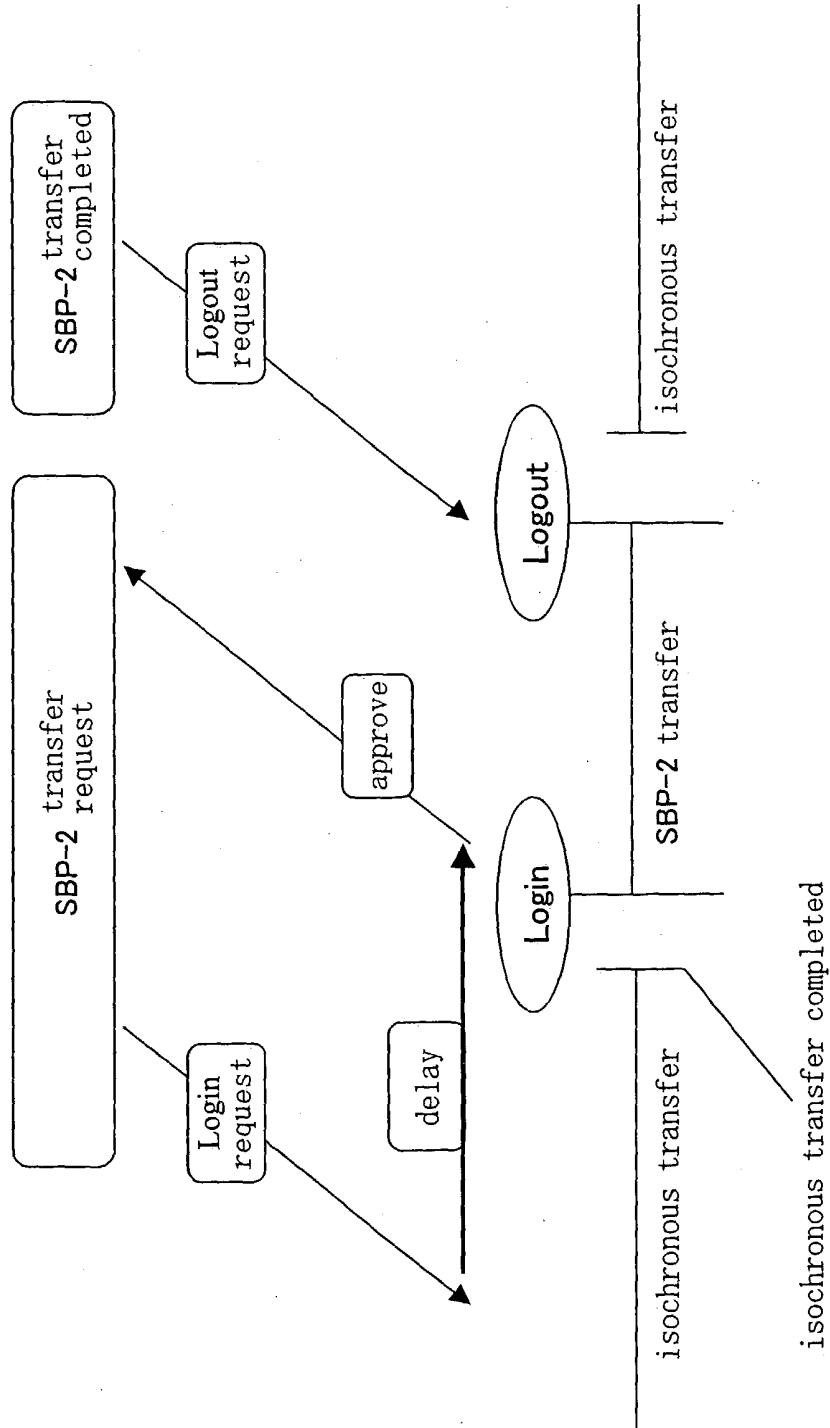 SBP-2 transfer
request
SBP-2 transfer
completed
Login
request
Logout
request
approve
delay
Login
Logout
isochronous transfer
SBP-2 transfer
isochronous transfer
isochronous transfer completed